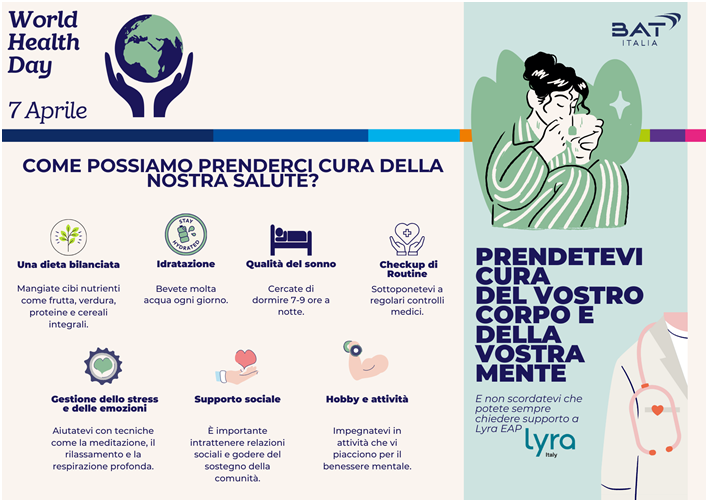 World
Health
Day
7 Aprile
BAT
ITALIA
COME POSSIAMO PRENDERCI CURA DELLA
NOSTRA SALUTE?
Una dieta bilanciata
Mangiate cibi nutrienti
come frutta, verdura,
proteine e cereali
integrali.
STAY
HYDRATED
Idratazione
Bevete molta
acqua ogni giorno.
Qualità del sonno
Cercate di
dormire 7-9 ore a
notte.
Checkup di
Routine
Sottoponetevi a
regolari controlli
medici.
Gestione dello stress
e delle emozioni
Aiutatevi con tecniche
come la meditazione, il
rilassamento e la
respirazione profonda.
Supporto sociale
È importante
intrattenere relazioni
sociali e godere del
sostegno della
comunità.
Hobby e attività
Impegnatevi in
attività che vi
piacciono per il
benessere mentale.
PRENDETEVI
CURA
DEL VOSTRO
CORPO E
DELLA
VOSTRA
MENTE
E non scordatevi che
potete sempre
chiedere supporto a
Lyra EAP
lyra
Italy